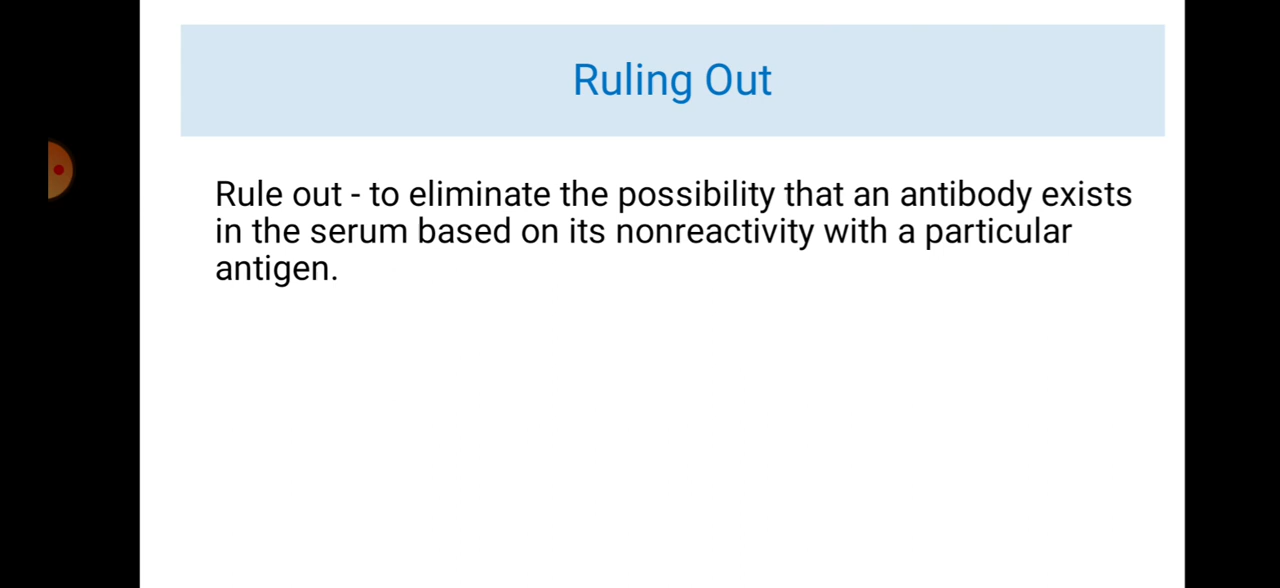 Ruling Out
Rule out - to eliminate the possibility that an antibody exists
in the serum based on its nonreactivity with a particular
antigen.